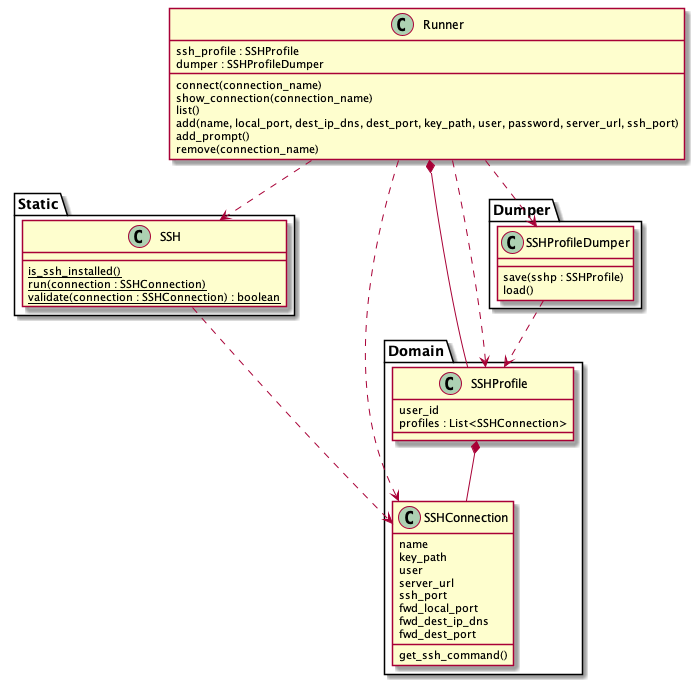 C Runner
ssh_profile : SSHProfile
dumper : SSHProfileDumper
connect(connection_name)
show_connection(connection_name)
list()
add(name, local_port, dest_ip_dns, dest_port, key_path, user, password, server_url, ssh_port)
add_prompt()
remove(connection_name)
Static
C SSH
is_ssh_installed()
run(connection : SSHConnection)
validate(connection : SSHConnection) : boolean
Dumper
C SSHProfileDumper
save(sshp : SSHProfile)
load()
Domain
C SSHProfile
user_id
profiles : List<SSHConnection>
C SSHConnection
name
key_path
user
server_url
ssh_port
fwd_local_port
fwd_dest_ip_dns
fwd_dest_port
get_ssh_command()